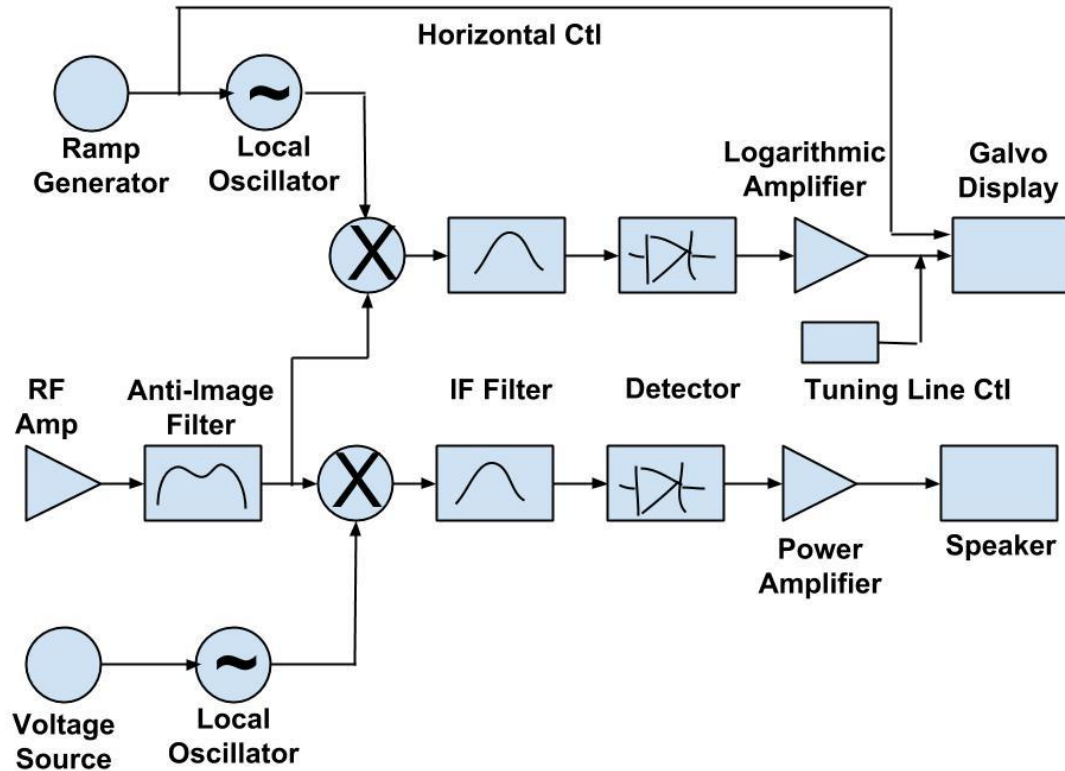 Horizontal Ctl
Ramp
Generator
Local
Oscillator
Logarithmic
Amplifier
Galvo
Display
X
RF
Amp
Anti-Image
Filter
IF Filter
Detector
Tuning Line Ctl
X
Power
Amplifier
Speaker
Voltage
Source
Local
Oscillator